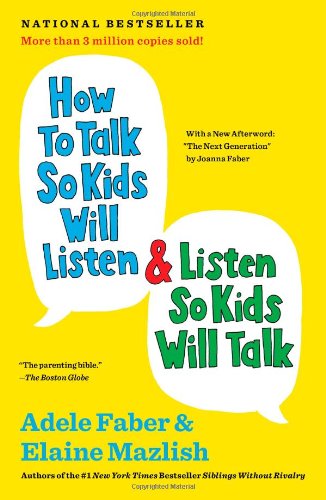 NATIONAL BESTSELLER
More than 3 million copies sold!
How
To Talk
So Kids
Will
Listen
&
Listen
So Kids
Will Talk
With a New Afterword:
"The Next Generation"
by Joanna Faber
"The parenting bible."
—The Boston Globe
Adele Faber &
Elaine Mazlish
Authors of the #1 New York Times Bestseller Siblings Without Rivalry